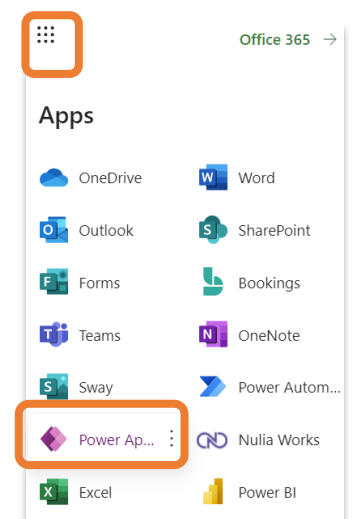 Office 365 →
Apps
OneDrive
Word
Outlook
SharePoint
Forms
Bookings
Teams
OneNote
Sway
Power Autom...
Power Ap...
Nulia Works
Excel
Power BI